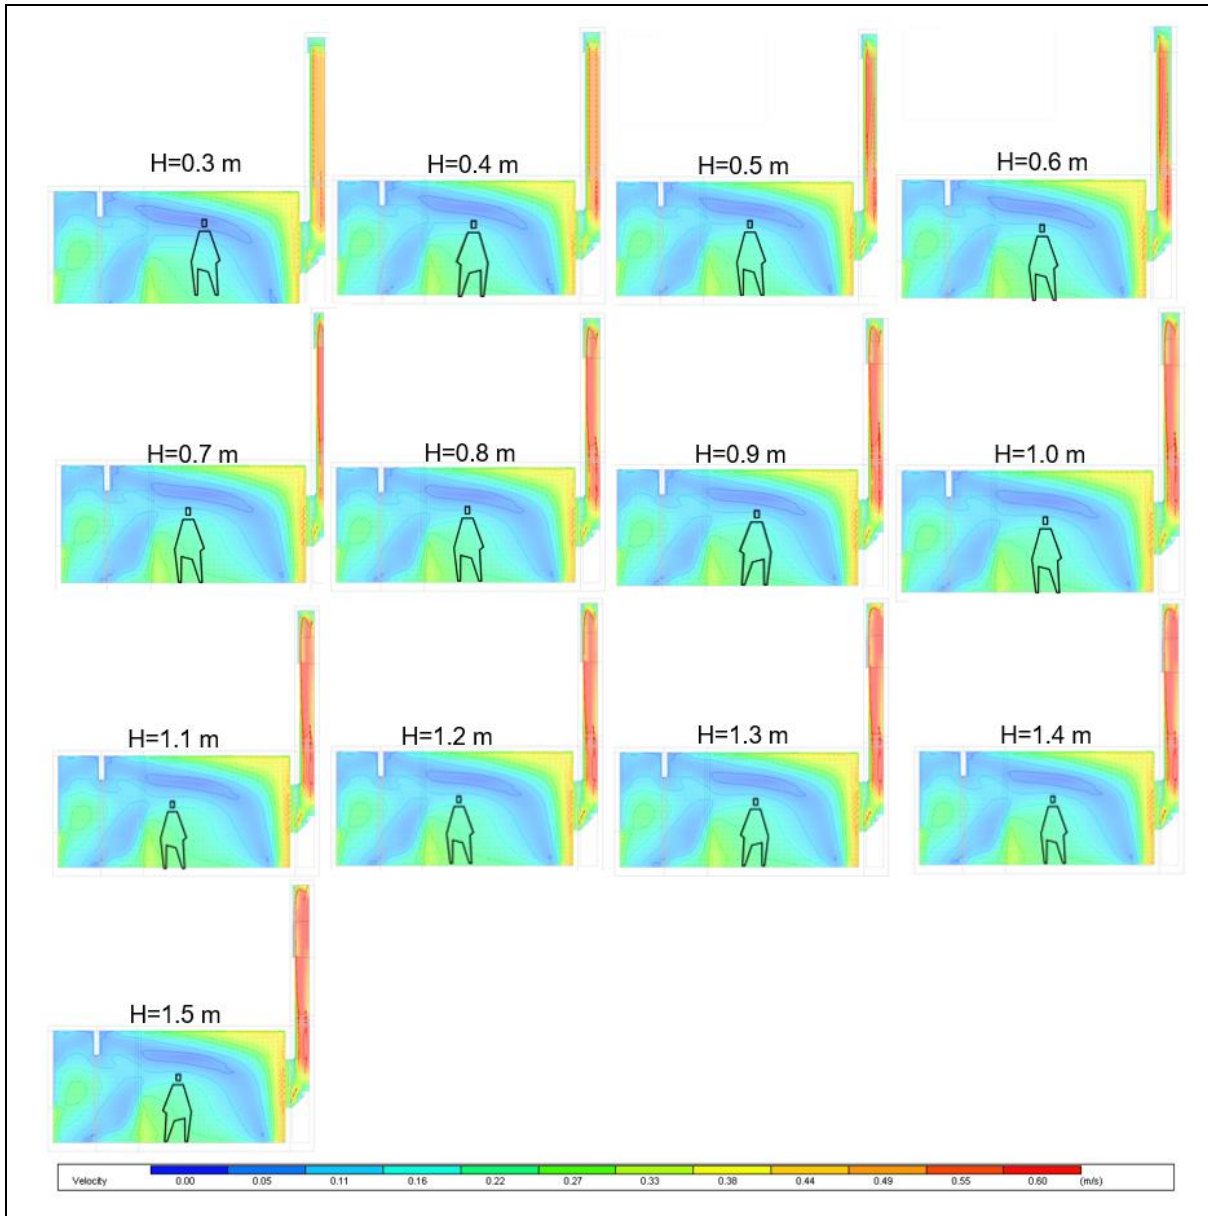 H=0.3 m
H=0.4 m
H=0.5 m
H=0.6 m
H=0.7 m
H=0.8 m
H=0.9 m
H=1.0 m
H=1.1 m
H=1.2 m
H=1.3 m
H=1.4 m
H=1.5 m
Velocity 0.00 0.05 0.11 0.16 0.22 0.27 0.33 0.38 0.44 0.49 0.55 0.60 (m/s)